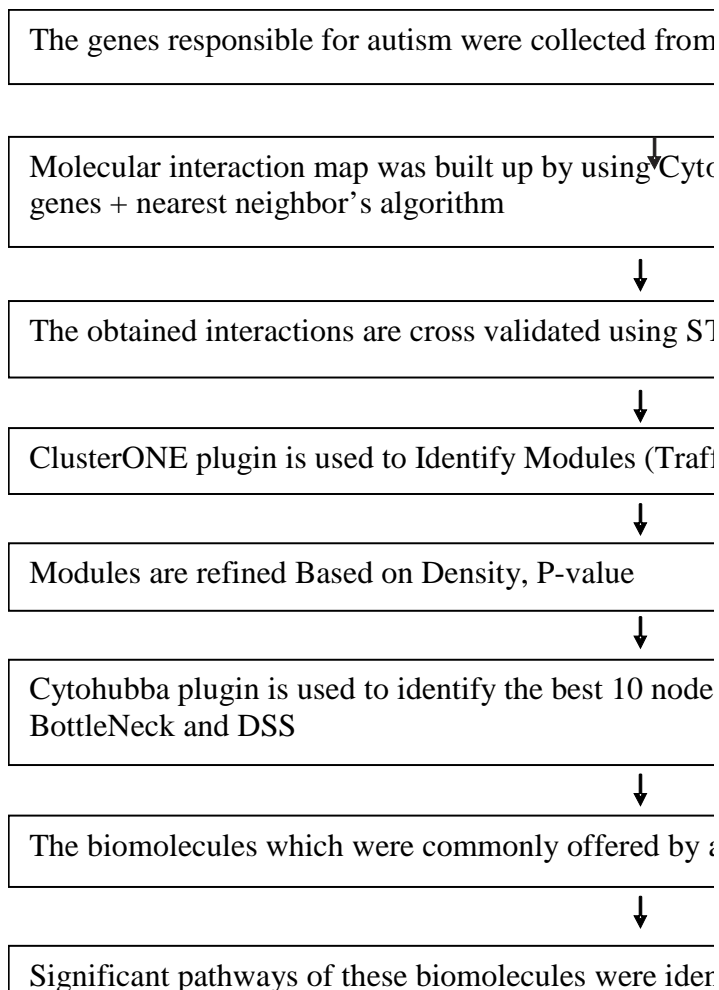 The genes responsible for autism were collected from
Molecular interaction map was built up by using Cyto
genes + nearest neighbor’s algorithm
The obtained interactions are cross validated using ST
ClusterONE plugin is used to Identify Modules (Traff
Modules are refined Based on Density, P-value
Cytohubba plugin is used to identify the best 10 node
BottleNeck and DSS
The biomolecules which were commonly offered by a
Significant pathways of these biomolecules were iden